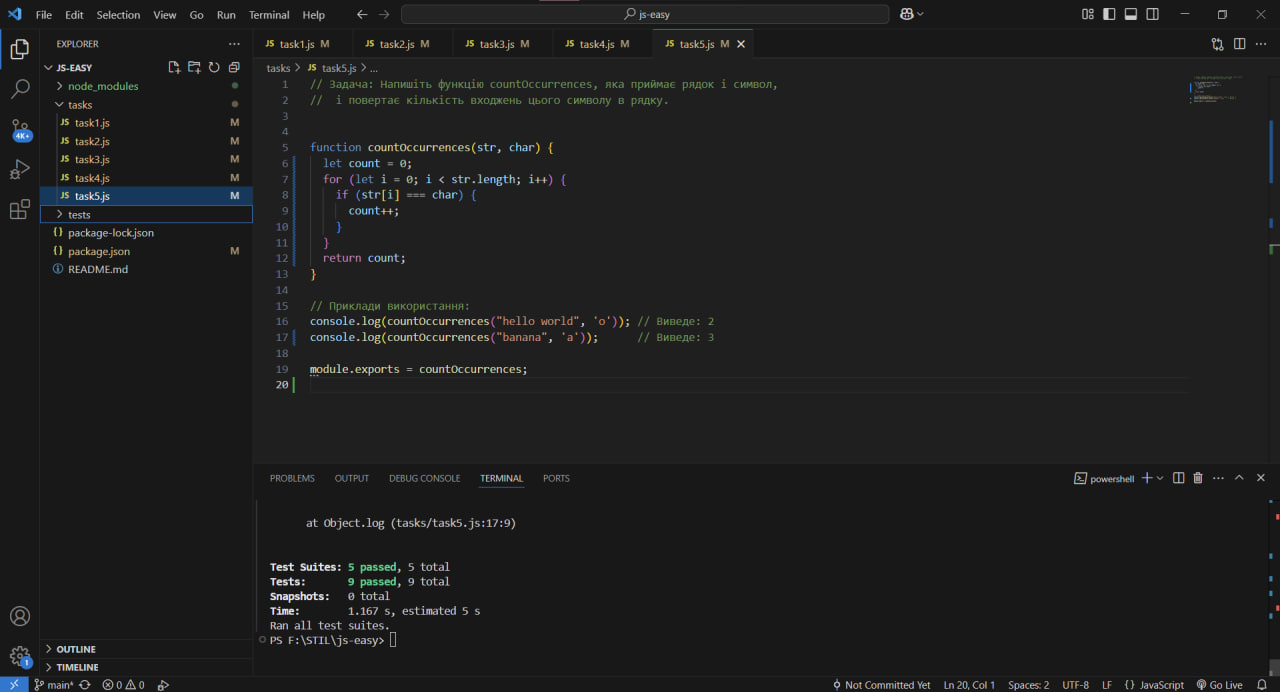 File Edit Selection View Go Run Terminal Help
js-easy
EXPLORER
task1.js M
task2.js M
task3.js M
task4.js M
task5.js M
JS-EASY
node_modules
tasks
JS task1.js M
JS task2.js M
JS task3.js M
JS task4.js M
JS task5.js M
tests
{} package-lock.json
{} package.json M
README.md
4K+
tasks > JS task5.js > ...
1 // Задача: Напишіть функцію countOccurrences, яка приймає рядок і символ,
2 //  і повертає кількість входжень цього символу в рядку.
3
4
5 function countOccurrences(str, char) {
6 let count = 0;
7 for (let i = 0; i < str.length; i++) {
8 if (str[i] === char) {
9 count++;
10 }
11 }
12 return count;
13 }
14
15 // Приклади використання:
16 console.log(countOccurrences("hello world", 'o')); // Виведе: 2
17 console.log(countOccurrences("banana", 'a'));      // Виведе: 3
18
19 module.exports = countOccurrences;
20
PROBLEMS OUTPUT DEBUG CONSOLE TERMINAL PORTS
powershell
at Object.log (tasks/task5.js:17:9)
Test Suites: 5 passed, 5 total
Tests: 9 passed, 9 total
Snapshots: 0 total
Time: 1.167 s, estimated 5 s
Ran all test suites.
PS F:\STIL\js-easy>
OUTLINE
TIMELINE
1
main* 0 0
Not Committed Yet Ln 20, Col 1 Spaces: 2 UTF-8 LF {} JavaScript Go Live